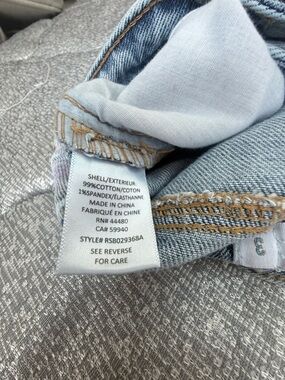 SHELL/EXTERIEUR
99%COTTON/COTON
1%SPANDEX/ÉLASTHANNE
MADE IN CHINA
FABRIQUÉ EN CHINE
RN# 44480
CA# 59940
STYLE# RSB029368A
SEE REVERSE
FOR CARE